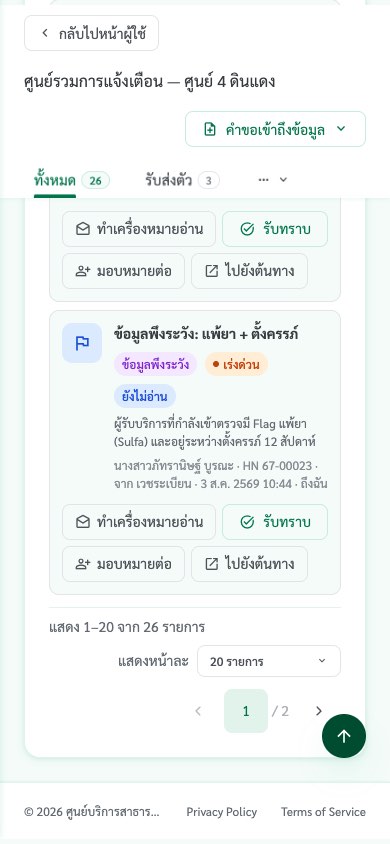 กลับไปหน้าผู้ใช้
ศูนย์รวมการแจ้งเตือน — ศูนย์ 4 ดินแดง
คำขอเข้าถึงข้อมูล
ทั้งหมด 26 รับส่งตัว 3 ...
ทำเครื่องหมายอ่าน รับทราบ
มอบหมายต่อ ไปยังต้นทาง
ข้อมูลพึงระวัง: แพ้ยา + ตั้งครรภ์
ข้อมูลพึงระวัง เร่งด่วน
ยังไม่อ่าน
ผู้รับบริการที่กำลังเข้าตรวจมี Flag แพ้ยา
(Sulfa) และอยู่ระหว่างตั้งครรภ์ 12 สัปดาห์
นางสาวภัทรานิษฐ์ บูรณะ · HN 67-00023 ·
จาก เวชระเบียน · 3 ส.ค. 2569 10:44 · ถึงฉัน
ทำเครื่องหมายอ่าน รับทราบ
มอบหมายต่อ ไปยังต้นทาง
แสดง 1–20 จาก 26 รายการ
แสดงหน้าละ 20 รายการ
1 / 2
© 2026 ศูนย์บริการสาธาร... Privacy Policy Terms of Service